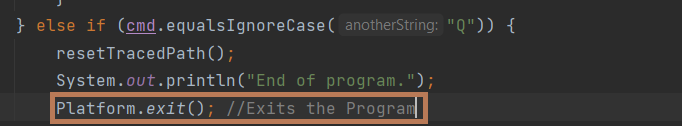 }
} else if (cmd.equalsIgnoreCase( anotherString: "Q")) {
resetTracedPath();
System.out.println("End of program.");
Platform.exit(); //Exits the Program